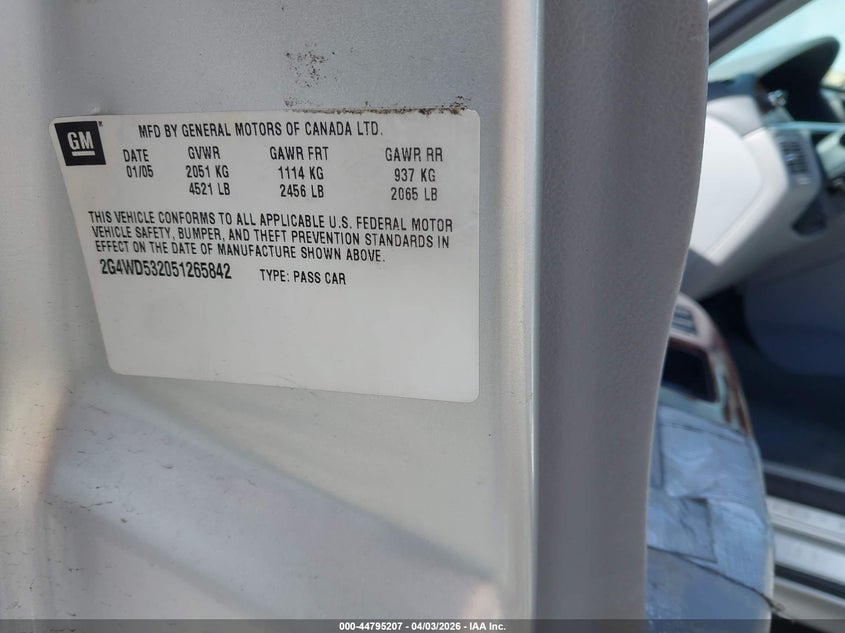 GM
MFD BY GENERAL MOTORS OF CANADA LTD.
DATE GVWR GAWR FRT GAWR RR
01/05 2051 KG 1114 KG 937 KG
4521 LB 2456 LB 2065 LB
THIS VEHICLE CONFORMS TO ALL APPLICABLE U.S. FEDERAL MOTOR
VEHICLE SAFETY, BUMPER, AND THEFT PREVENTION STANDARDS IN
EFFECT ON THE DATE OF MANUFACTURE SHOWN ABOVE.
2G4WD532051265842 TYPE: PASS CAR
000-44795207 - 04/03/2026 - IAA Inc.